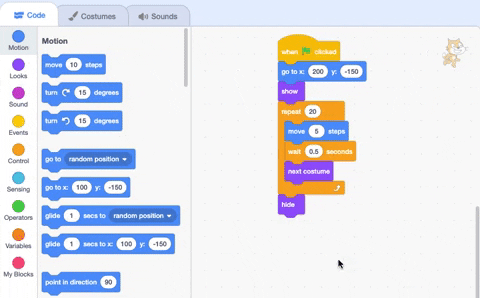 Code Costumes Sounds
Motion
Looks
Sound
Events
Control
Sensing
Operators
Variables
My Blocks
Motion
move 10 steps
turn 15 degrees
turn 15 degrees
go to random position
go to x: 100 y: -150
glide 1 secs to random position
glide 1 secs to x: 100 y: -150
point in direction 90
when clicked
go to x: 200 y: -150
show
repeat 20
move 5 steps
wait 0.5 seconds
next costume
hide